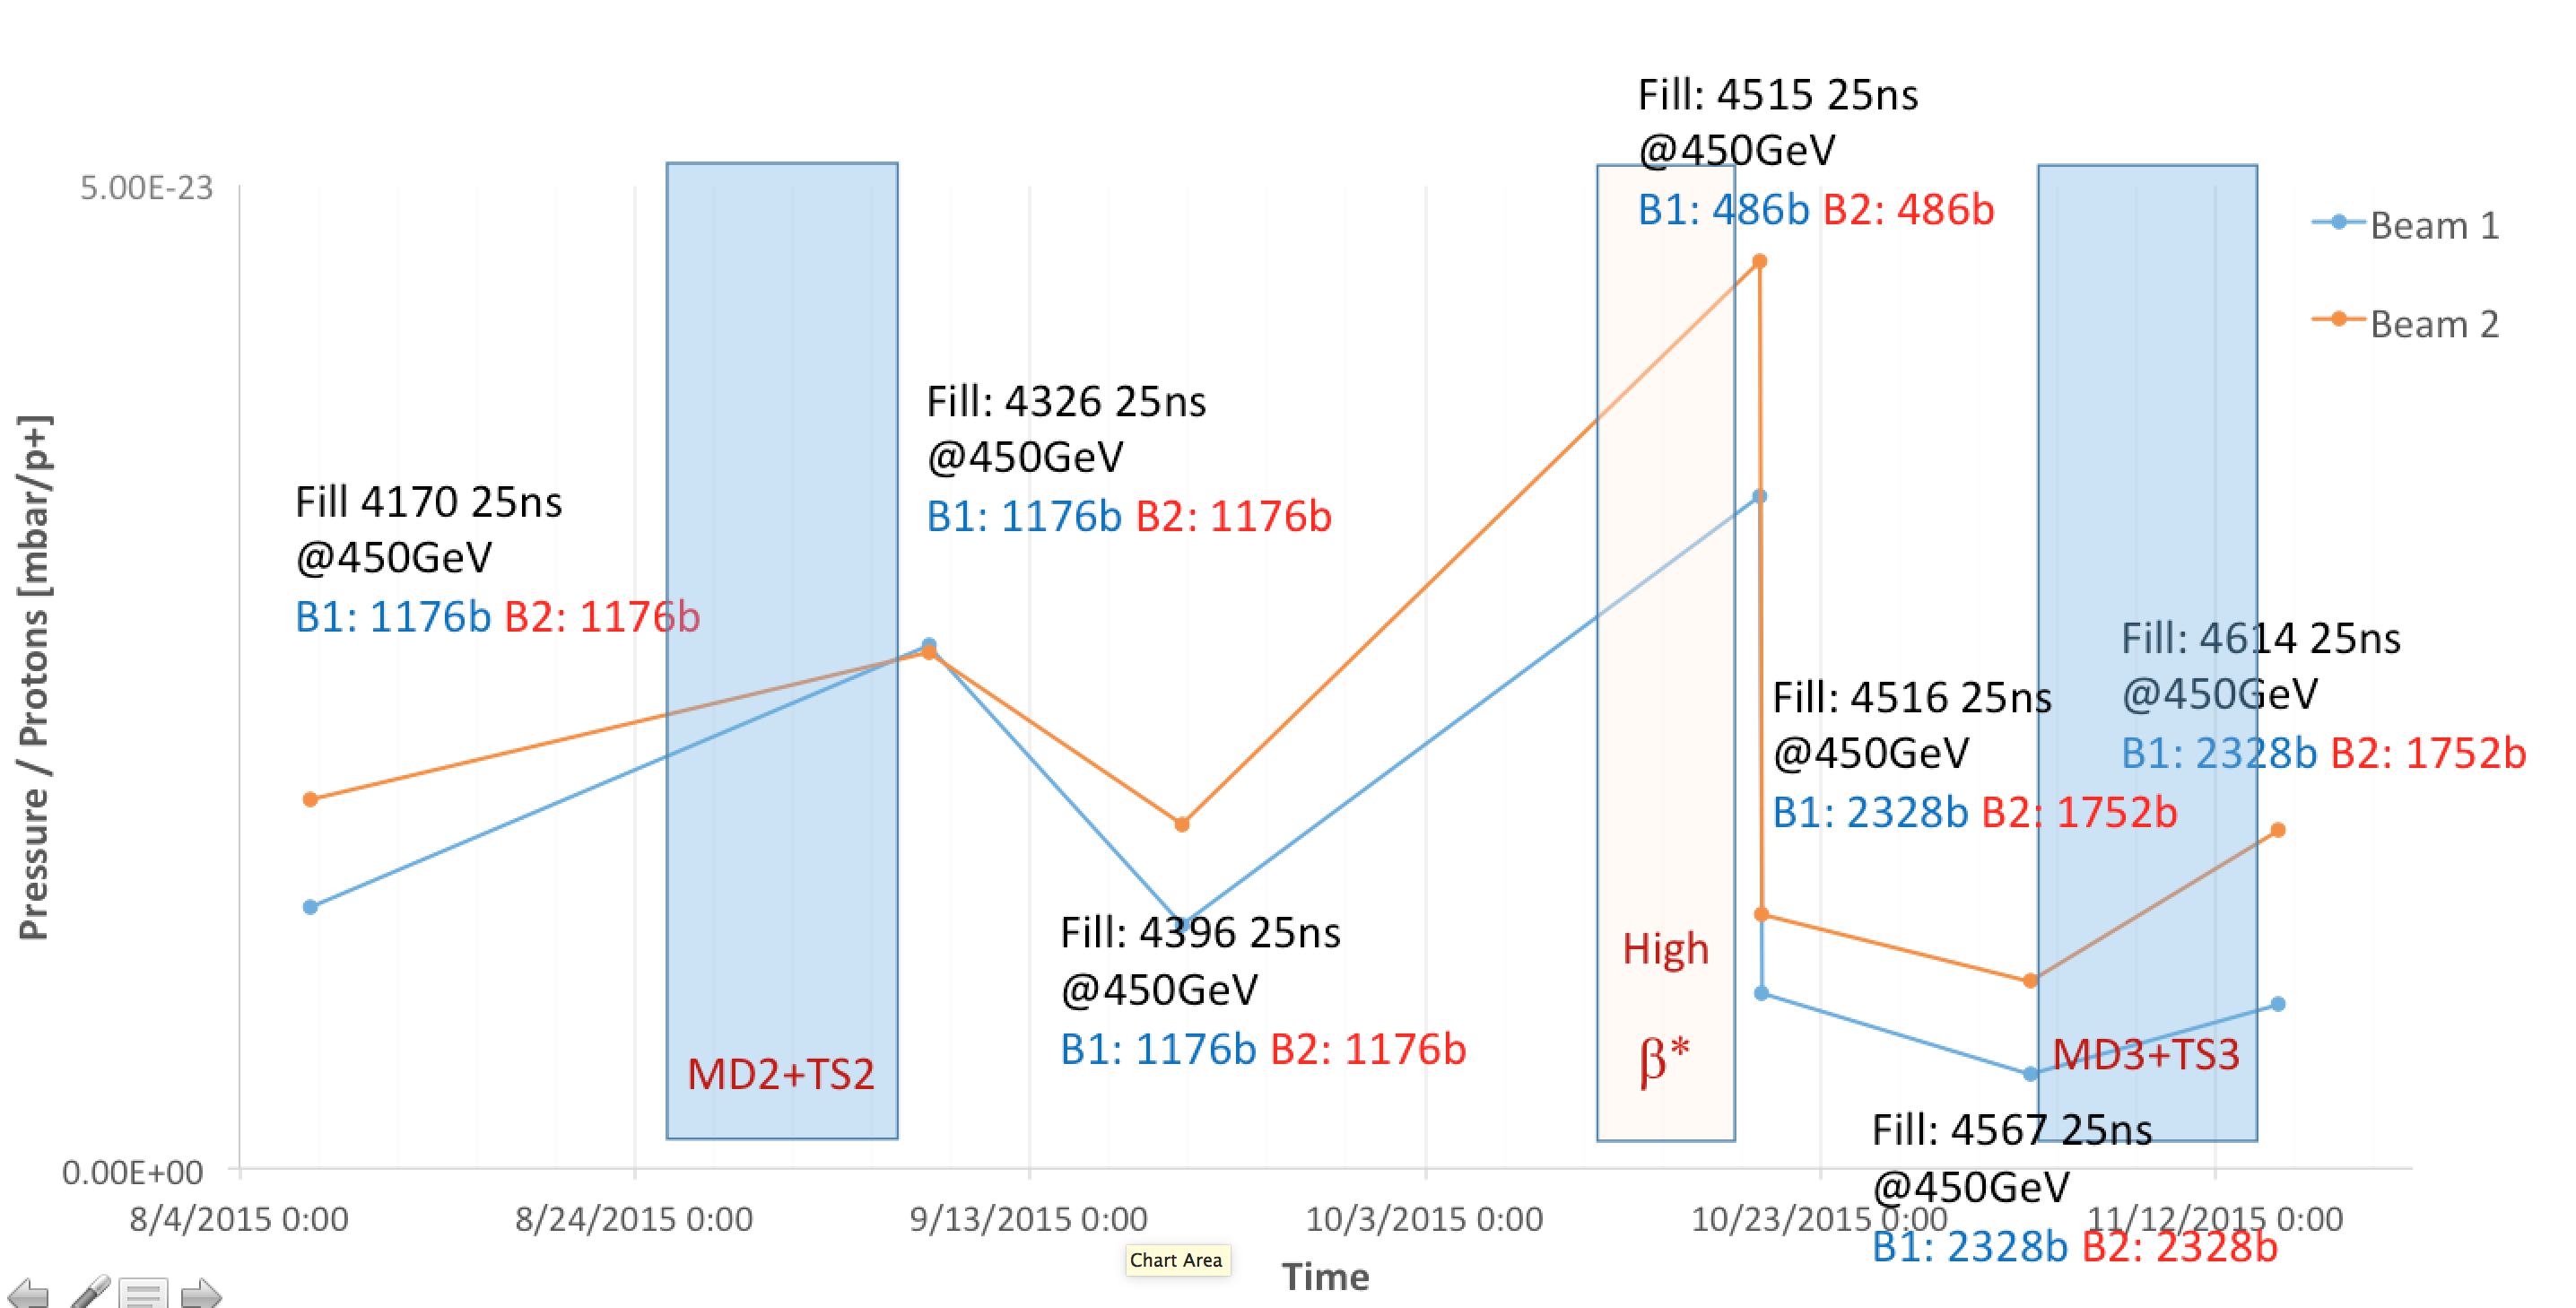 Fill: 4515 25ns
@450GeV
B1: 486b B2: 486b
5.00E-23
Beam 1
Beam 2
Fill: 4326 25ns
@450GeV
B1: 1176b B2: 1176b
Fill 4170 25ns
@450GeV
B1: 1176b B2: 1176b
Pressure / Protons [mbar/p+]
Fill: 4614 25ns
@450GeV
B1: 2328b B2: 1752b
Fill: 4516 25ns
@450GeV
B1: 2328b B2: 1752b
Fill: 4396 25ns
@450GeV
B1: 1176b B2: 1176b
High
β*
MD2+TS2
MD3+TS3
Fill: 4567 25ns
@450GeV
B1: 2328b B2: 2328b
0.00E+00
8/4/2015 0:00
8/24/2015 0:00
9/13/2015 0:00
10/3/2015 0:00
10/23/2015 0:00
11/12/2015 0:00
Chart Area
Time